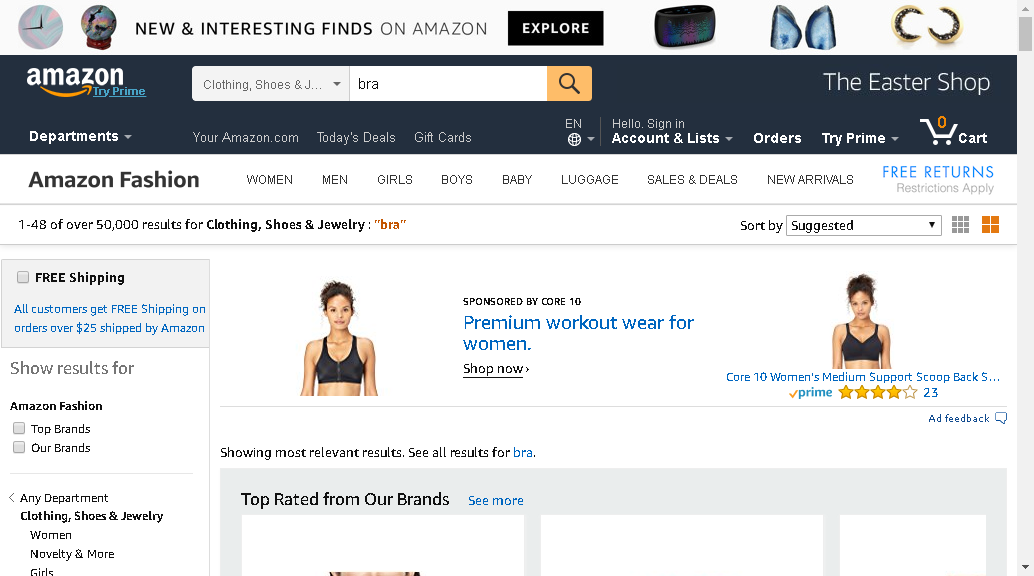 NEW & INTERESTING FINDS ON AMAZON EXPLORE
amazon
Try Prime
Clothing, Shoes & J... bra
The Easter Shop
Departments
Your Amazon.com Today's Deals Gift Cards
EN
Hello. Sign in
Account & Lists
Orders
Try Prime
0
Cart
Amazon Fashion
WOMEN MEN GIRLS BOYS BABY LUGGAGE SALES & DEALS NEW ARRIVALS
FREE RETURNS
Restrictions Apply
1-48 of over 50,000 results for Clothing, Shoes & Jewelry : "bra"
Sort by Suggested
FREE Shipping
All customers get FREE Shipping on
orders over $25 shipped by Amazon
Show results for
Amazon Fashion
Top Brands
Our Brands
Any Department
Clothing, Shoes & Jewelry
Women
Novelty & More
Girls
SPONSORED BY CORE 10
Premium workout wear for
women.
Shop now ›
Core 10 Women's Medium Support Scoop Back S...
prime 23
Ad feedback
Showing most relevant results. See all results for bra.
Top Rated from Our Brands See more